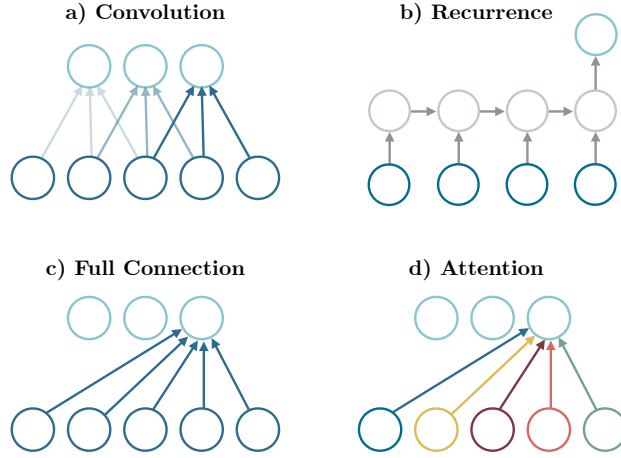 a) Convolution
b) Recurrence
c) Full Connection
d) Attention